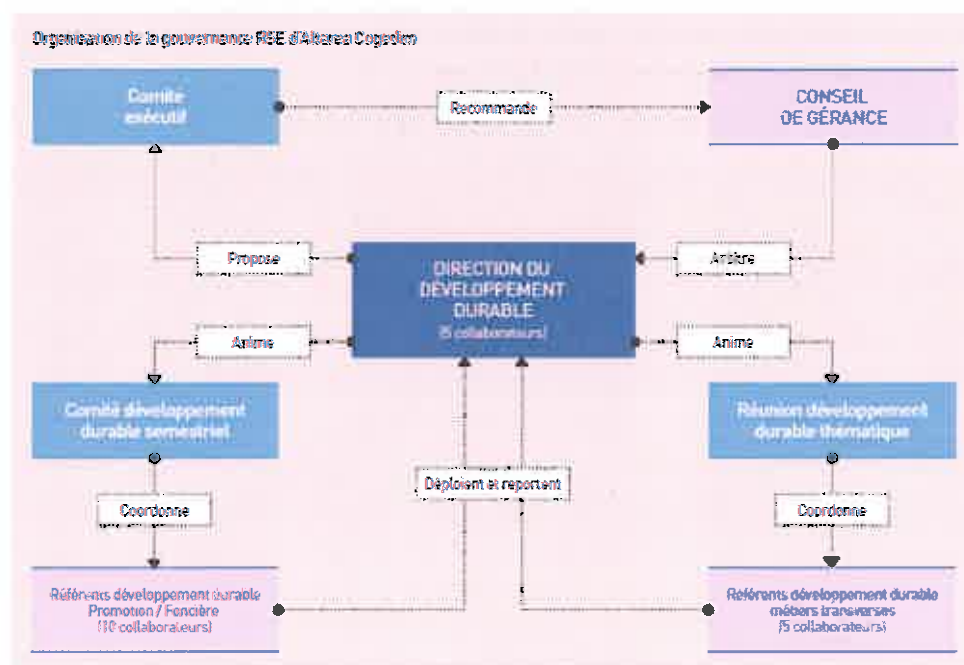 Organisation de la gouvernance RSE d'Altarea Cogedim
Comité
exécutif
Recommande
CONSEIL
DE GÉRANCE
Propose
DIRECTION DU
DÉVELOPPEMENT
DURABLE
(5 collaborateurs)
Arbitre
Anime
Anime
Comité développement
durable semestriel
Réunion développement
durable thématique
Déploient et reportent
Coordonne
Coordonne
Référents développement durable
Promotion / Foncière
(10 collaborateurs)
Référents développement durable
métiers transverses
(5 collaborateurs)